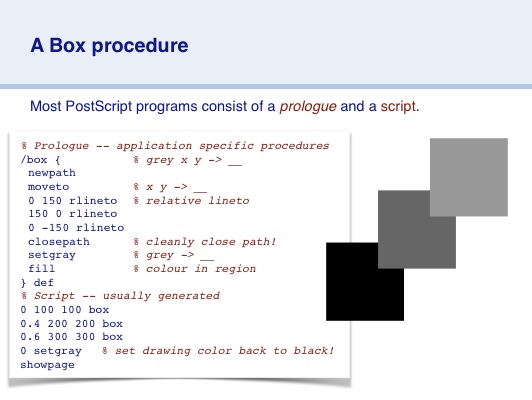 A Box procedure
Most PostScript programs consist of a prologue and a script.
% Prologue -- application specific procedures
/box { % grey x y -> __
newpath
moveto % x y -> __
0 150 rlineto % relative lineto
150 0 rlineto
0 -150 rlineto
closepath % cleanly close path!
setgray % grey -> __
fill % colour in region
} def
% Script -- usually generated
0 100 100 box
0.4 200 200 box
0.6 300 300 box
0 setgray % set drawing color back to black!
showpage